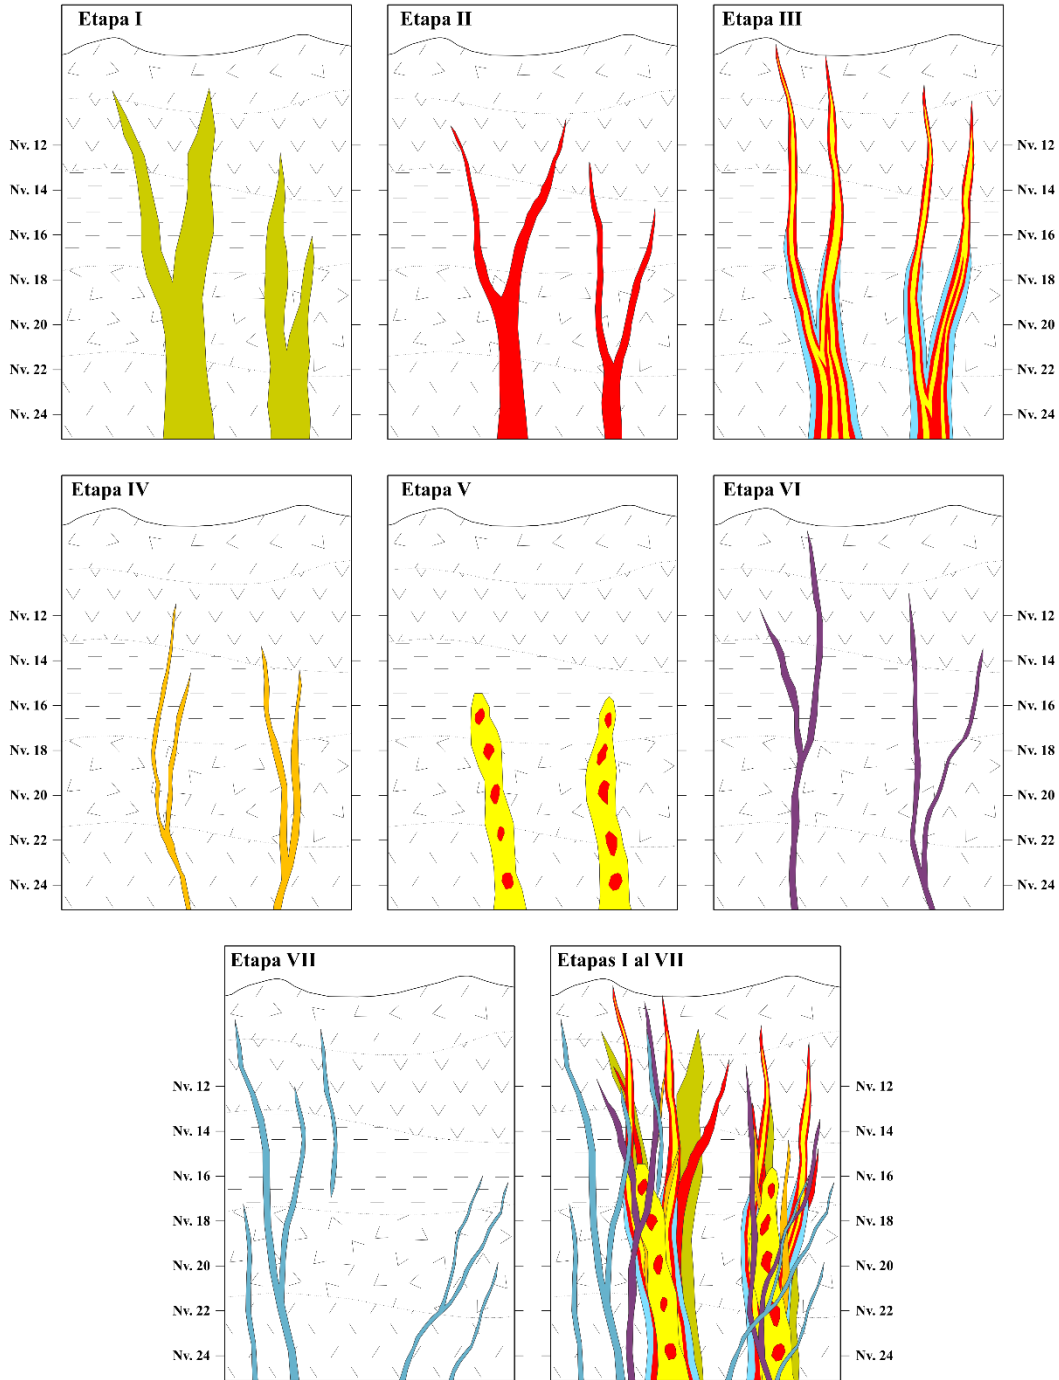 Etapa I
Etapa II
Etapa III
Nv. 12
Nv. 14
Nv. 16
Nv. 18
Nv. 20
Nv. 22
Nv. 24
Nv. 12
Nv. 14
Nv. 16
Nv. 18
Nv. 20
Nv. 22
Nv. 24
Etapa IV
Etapa V
Etapa VI
Nv. 12
Nv. 14
Nv. 16
Nv. 18
Nv. 20
Nv. 22
Nv. 24
Nv. 12
Nv. 14
Nv. 16
Nv. 18
Nv. 20
Nv. 22
Nv. 24
Etapa VII
Etapas I al VII
Nv. 12
Nv. 14
Nv. 16
Nv. 18
Nv. 20
Nv. 22
Nv. 24
Nv. 12
Nv. 14
Nv. 16
Nv. 18
Nv. 20
Nv. 22
Nv. 24